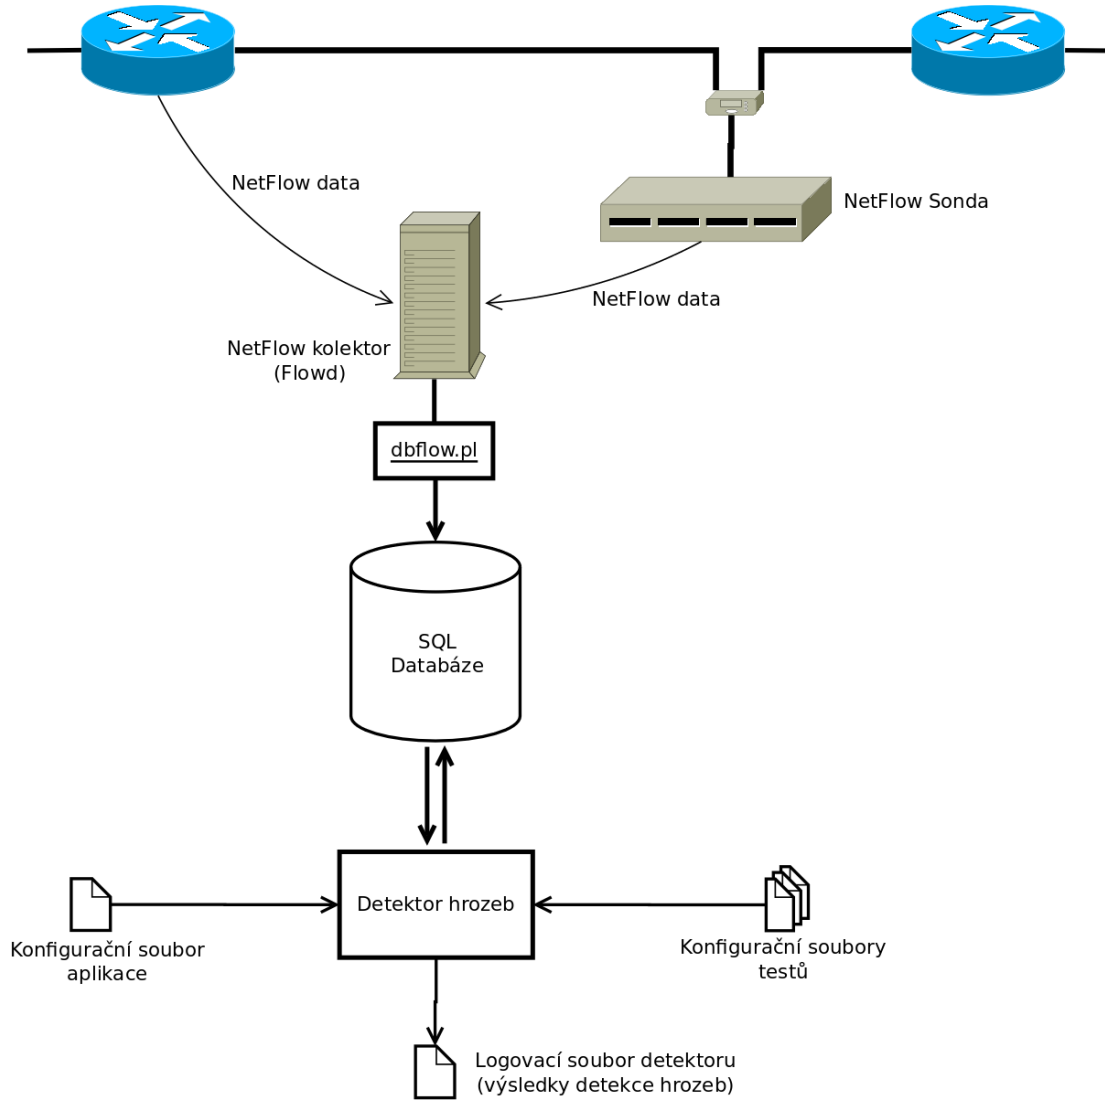 NetFlow data
NetFlow Sonda
NetFlow data
NetFlow kolektor
(Flowd)
dbflow.pl
SQL
Databáze
Detektor hrozeb
Konfigurační soubor
aplikace
Konfigurační soubory
testů
Logovací soubor detektoru
(výsledky detekce hrozeb)